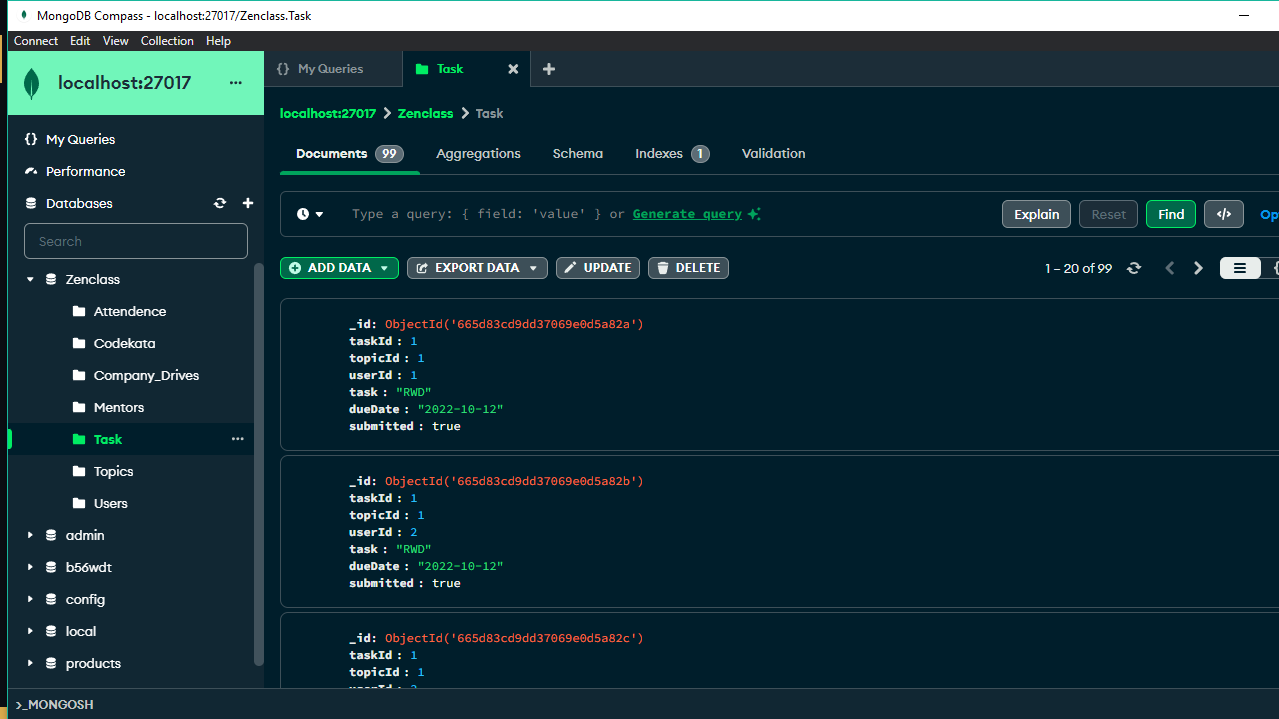 MongoDB Compass - localhost:27017/Zenclass.Task
Connect Edit View Collection Help
localhost:27017 ...
My Queries
Performance
Databases
Search
Zenclass
Attendence
Codekata
Company_Drives
Mentors
Task ...
Topics
Users
admin
b56wdt
config
local
products
{} My Queries
Task
localhost:27017 > Zenclass > Task
Documents 99 Aggregations Schema Indexes 1 Validation
Type a query: { field: 'value' } or Generate query
Explain Reset Find </>
ADD DATA EXPORT DATA UPDATE DELETE
1 – 20 of 99
_id: ObjectId('665d83cd9dd37069e0d5a82a')
taskId : 1
topicId : 1
userId : 1
task : "RWD"
dueDate : "2022-10-12"
submitted : true
_id: ObjectId('665d83cd9dd37069e0d5a82b')
taskId : 1
topicId : 1
userId : 2
task : "RWD"
dueDate : "2022-10-12"
submitted : true
_id: ObjectId('665d83cd9dd37069e0d5a82c')
taskId : 1
topicId : 1
>_MONGOSH